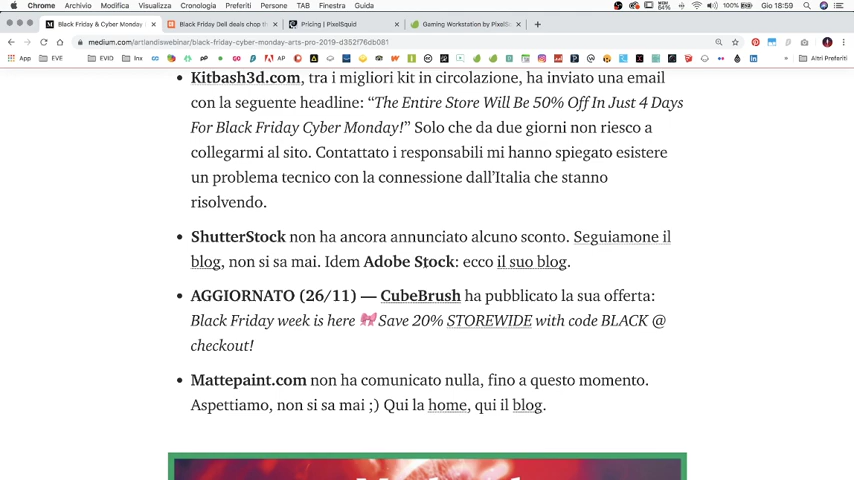 Chrome Archivio Modifica Visualizza Cronologia Preferiti Persone TAB Finestra Guida
MEM 64% 100% Gio 18:59
Black Friday & Cyber Monday
Black Friday Dell deals chop th
Pricing | PixelSquid
Gaming Workstation by PixelSq
medium.com/artlandiswebinar/black-friday-cyber-monday-arts-pro-2019-d352f76db081
App EVE EVIO Inx AP Altri Preferiti
Kitbash3d.com, tra i migliori kit in circolazione, ha inviato una email
con la seguente headline: “The Entire Store Will Be 50% Off In Just 4 Days
For Black Friday Cyber Monday!” Solo che da due giorni non riesco a
collegarmi al sito. Contattato i responsabili mi hanno spiegato esistere
un problema tecnico con la connessione dall’Italia che stanno
risolvendo.
ShutterStock non ha ancora annunciato alcuno sconto. Seguiamone il
blog, non si sa mai. Idem Adobe Stock: ecco il suo blog.
AGGIORNATO (26/11) — CubeBrush ha pubblicato la sua offerta:
Black Friday week is here 🎀 Save 20% STOREWIDE with code BLACK @
checkout!
Mattepaint.com non ha comunicato nulla, fino a questo momento.
Aspettiamo, non si sa mai ;) Qui la home, qui il blog.